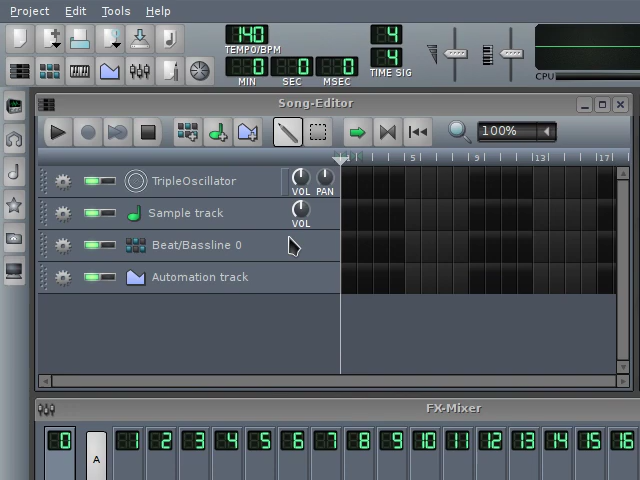 Project Edit Tools Help
140
TEMPO/BPM
4
4
TIME SIG
0 0 0
MIN SEC MSEC
CPU
Song-Editor
100%
1 5 9 13 17
TripleOscillator VOL PAN
Sample track VOL
Beat/Bassline 0
Automation track
FX-Mixer
0 A 1 2 3 4 5 6 7 8 9 10 11 12 13 14 15 16